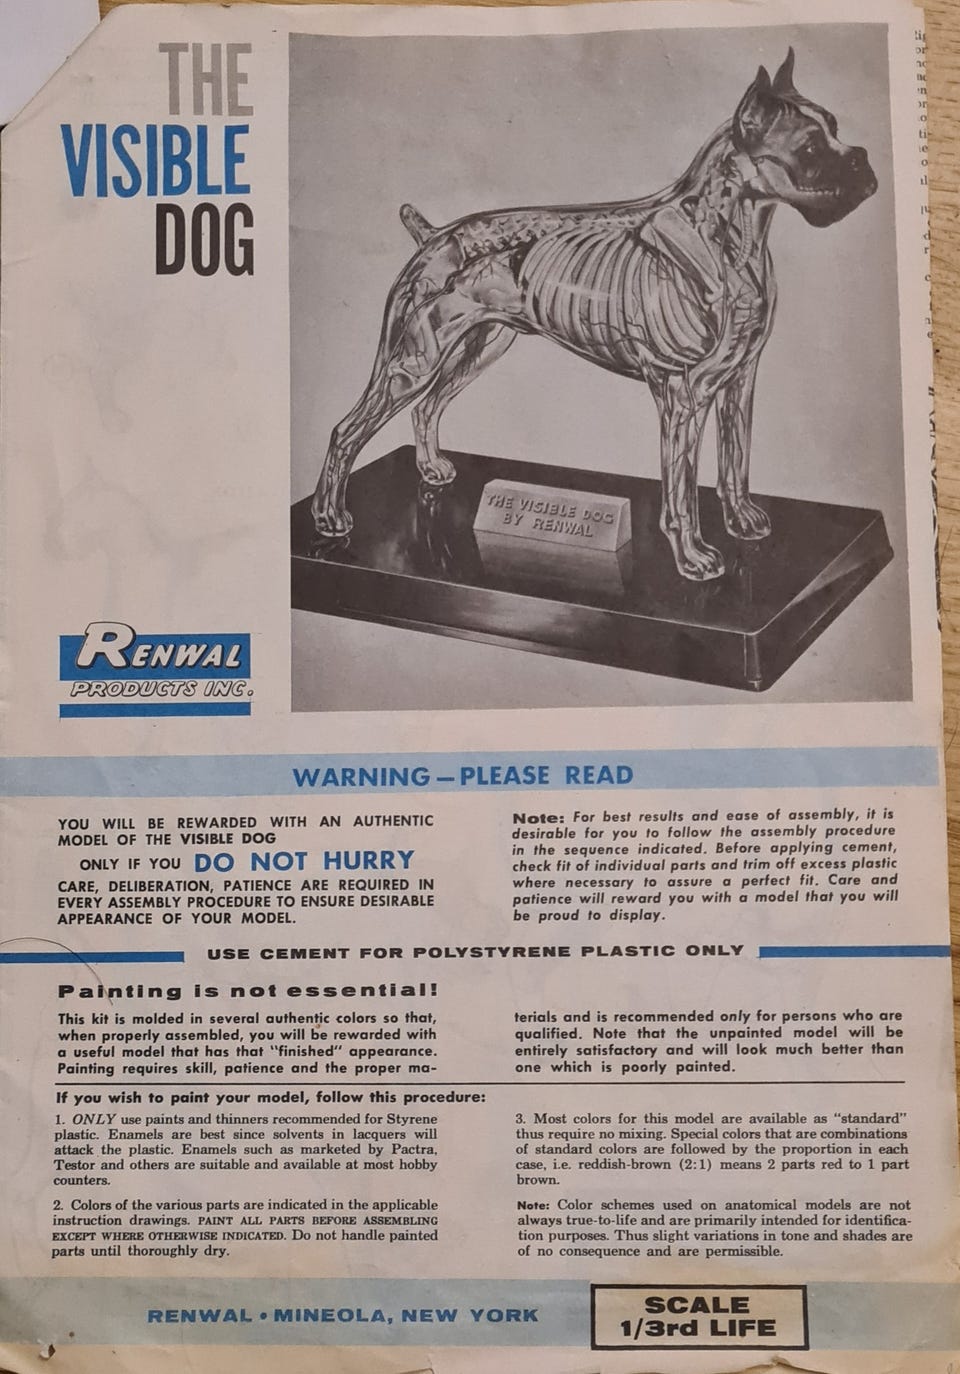 THE
VISIBLE
DOG
THE VISIBLE DOG
BY RENWAL
RENWAL
PRODUCTS INC.
WARNING – PLEASE READ
YOU WILL BE REWARDED WITH AN AUTHENTIC
MODEL OF THE VISIBLE DOG
ONLY IF YOU DO NOT HURRY
CARE, DELIBERATION, PATIENCE ARE REQUIRED IN
EVERY ASSEMBLY PROCEDURE TO ENSURE DESIRABLE
APPEARANCE OF YOUR MODEL.
Note: For best results and ease of assembly, it is
desirable for you to follow the assembly procedure
in the sequence indicated. Before applying cement,
check fit of individual parts and trim off excess plastic
where necessary to assure a perfect fit. Care and
patience will reward you with a model that you will
be proud to display.
USE CEMENT FOR POLYSTYRENE PLASTIC ONLY
Painting is not essential!
This kit is molded in several authentic colors so that,
when properly assembled, you will be rewarded with
a useful model that has that "finished" appearance.
Painting requires skill, patience and the proper ma-
terials and is recommended only for persons who are
qualified. Note that the unpainted model will be
entirely satisfactory and will look much better than
one which is poorly painted.
If you wish to paint your model, follow this procedure:
1. ONLY use paints and thinners recommended for Styrene
plastic. Enamels are best since solvents in lacquers will
attack the plastic. Enamels such as marketed by Pactra,
Testor and others are suitable and available at most hobby
counters.
2. Colors of the various parts are indicated in the applicable
instruction drawings. PAINT ALL PARTS BEFORE ASSEMBLING
EXCEPT WHERE OTHERWISE INDICATED. Do not handle painted
parts until thoroughly dry.
3. Most colors for this model are available as "standard"
thus require no mixing. Special colors that are combinations
of standard colors are followed by the proportion in each
case, i.e. reddish-brown (2:1) means 2 parts red to 1 part
brown.
Note: Color schemes used on anatomical models are not
always true-to-life and are primarily intended for identifica-
tion purposes. Thus slight variations in tone and shades are
of no consequence and are permissible.
RENWAL • MINEOLA, NEW YORK
SCALE
1/3rd LIFE